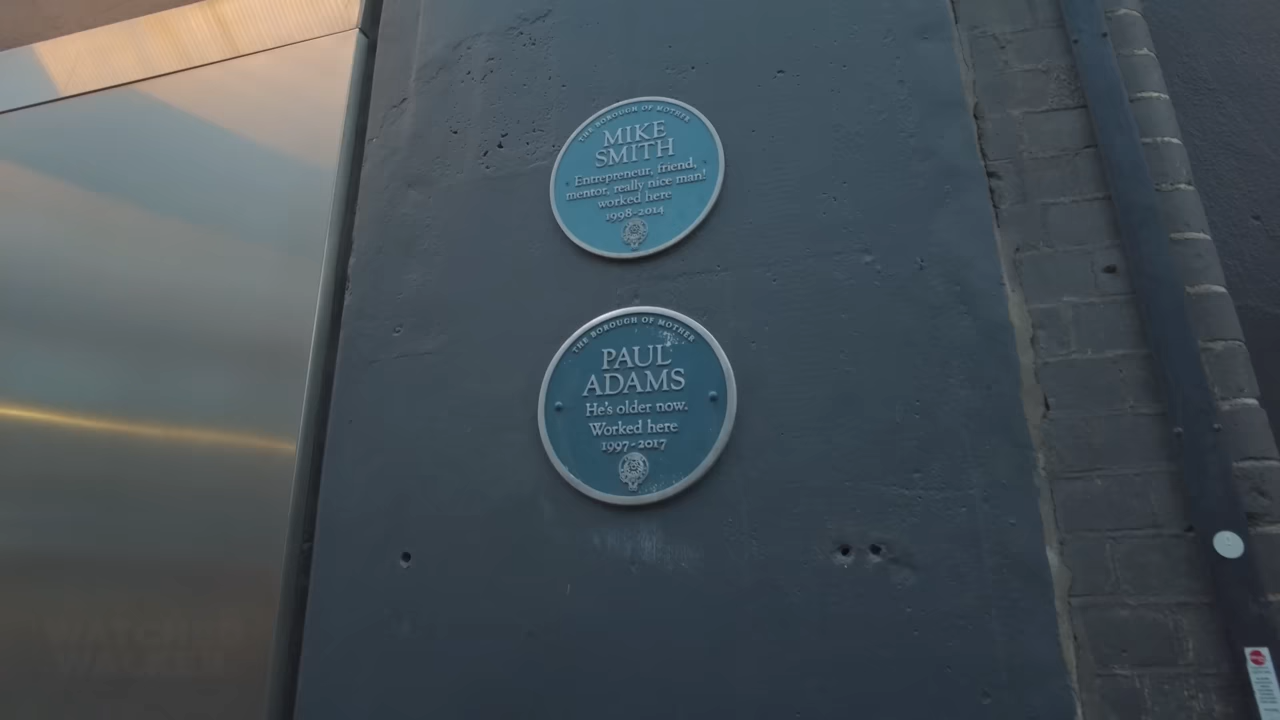 THE BOROUGH OF MOTHER
MIKE
SMITH
Entrepreneur, friend,
mentor, really nice man!
worked here
1998-2014
THE BOROUGH OF MOTHER
PAUL
ADAMS
He's older now.
Worked here
1997-2017